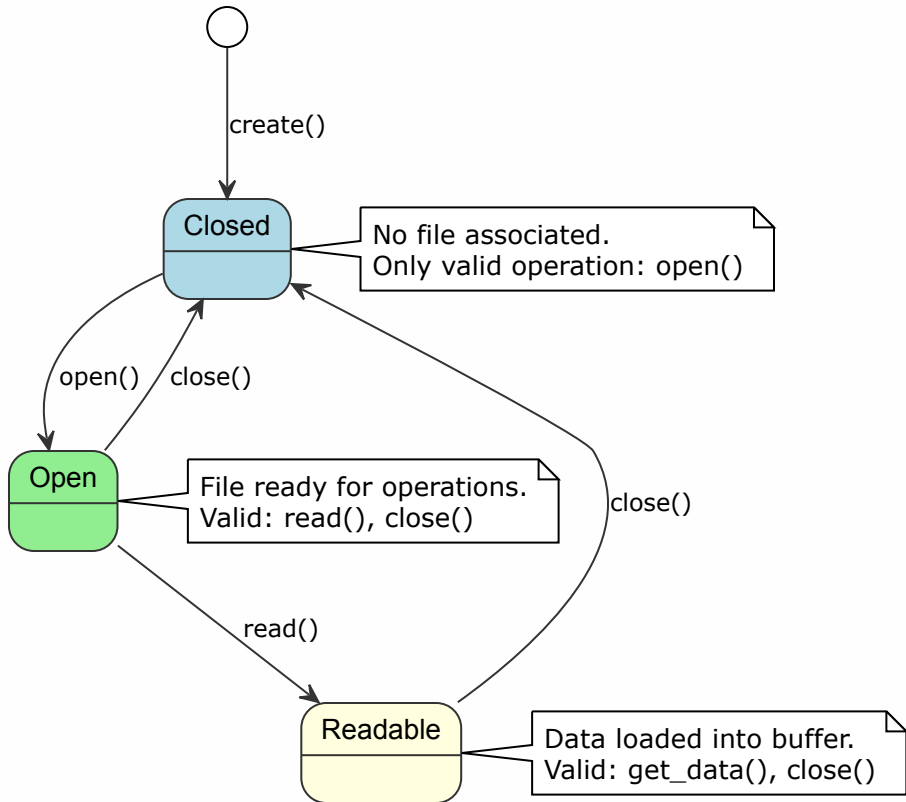 create()
Closed
No file associated.
Only valid operation: open()
open()
close()
Open
File ready for operations.
Valid: read(), close()
close()
read()
Readable
Data loaded into buffer.
Valid: get_data(), close()